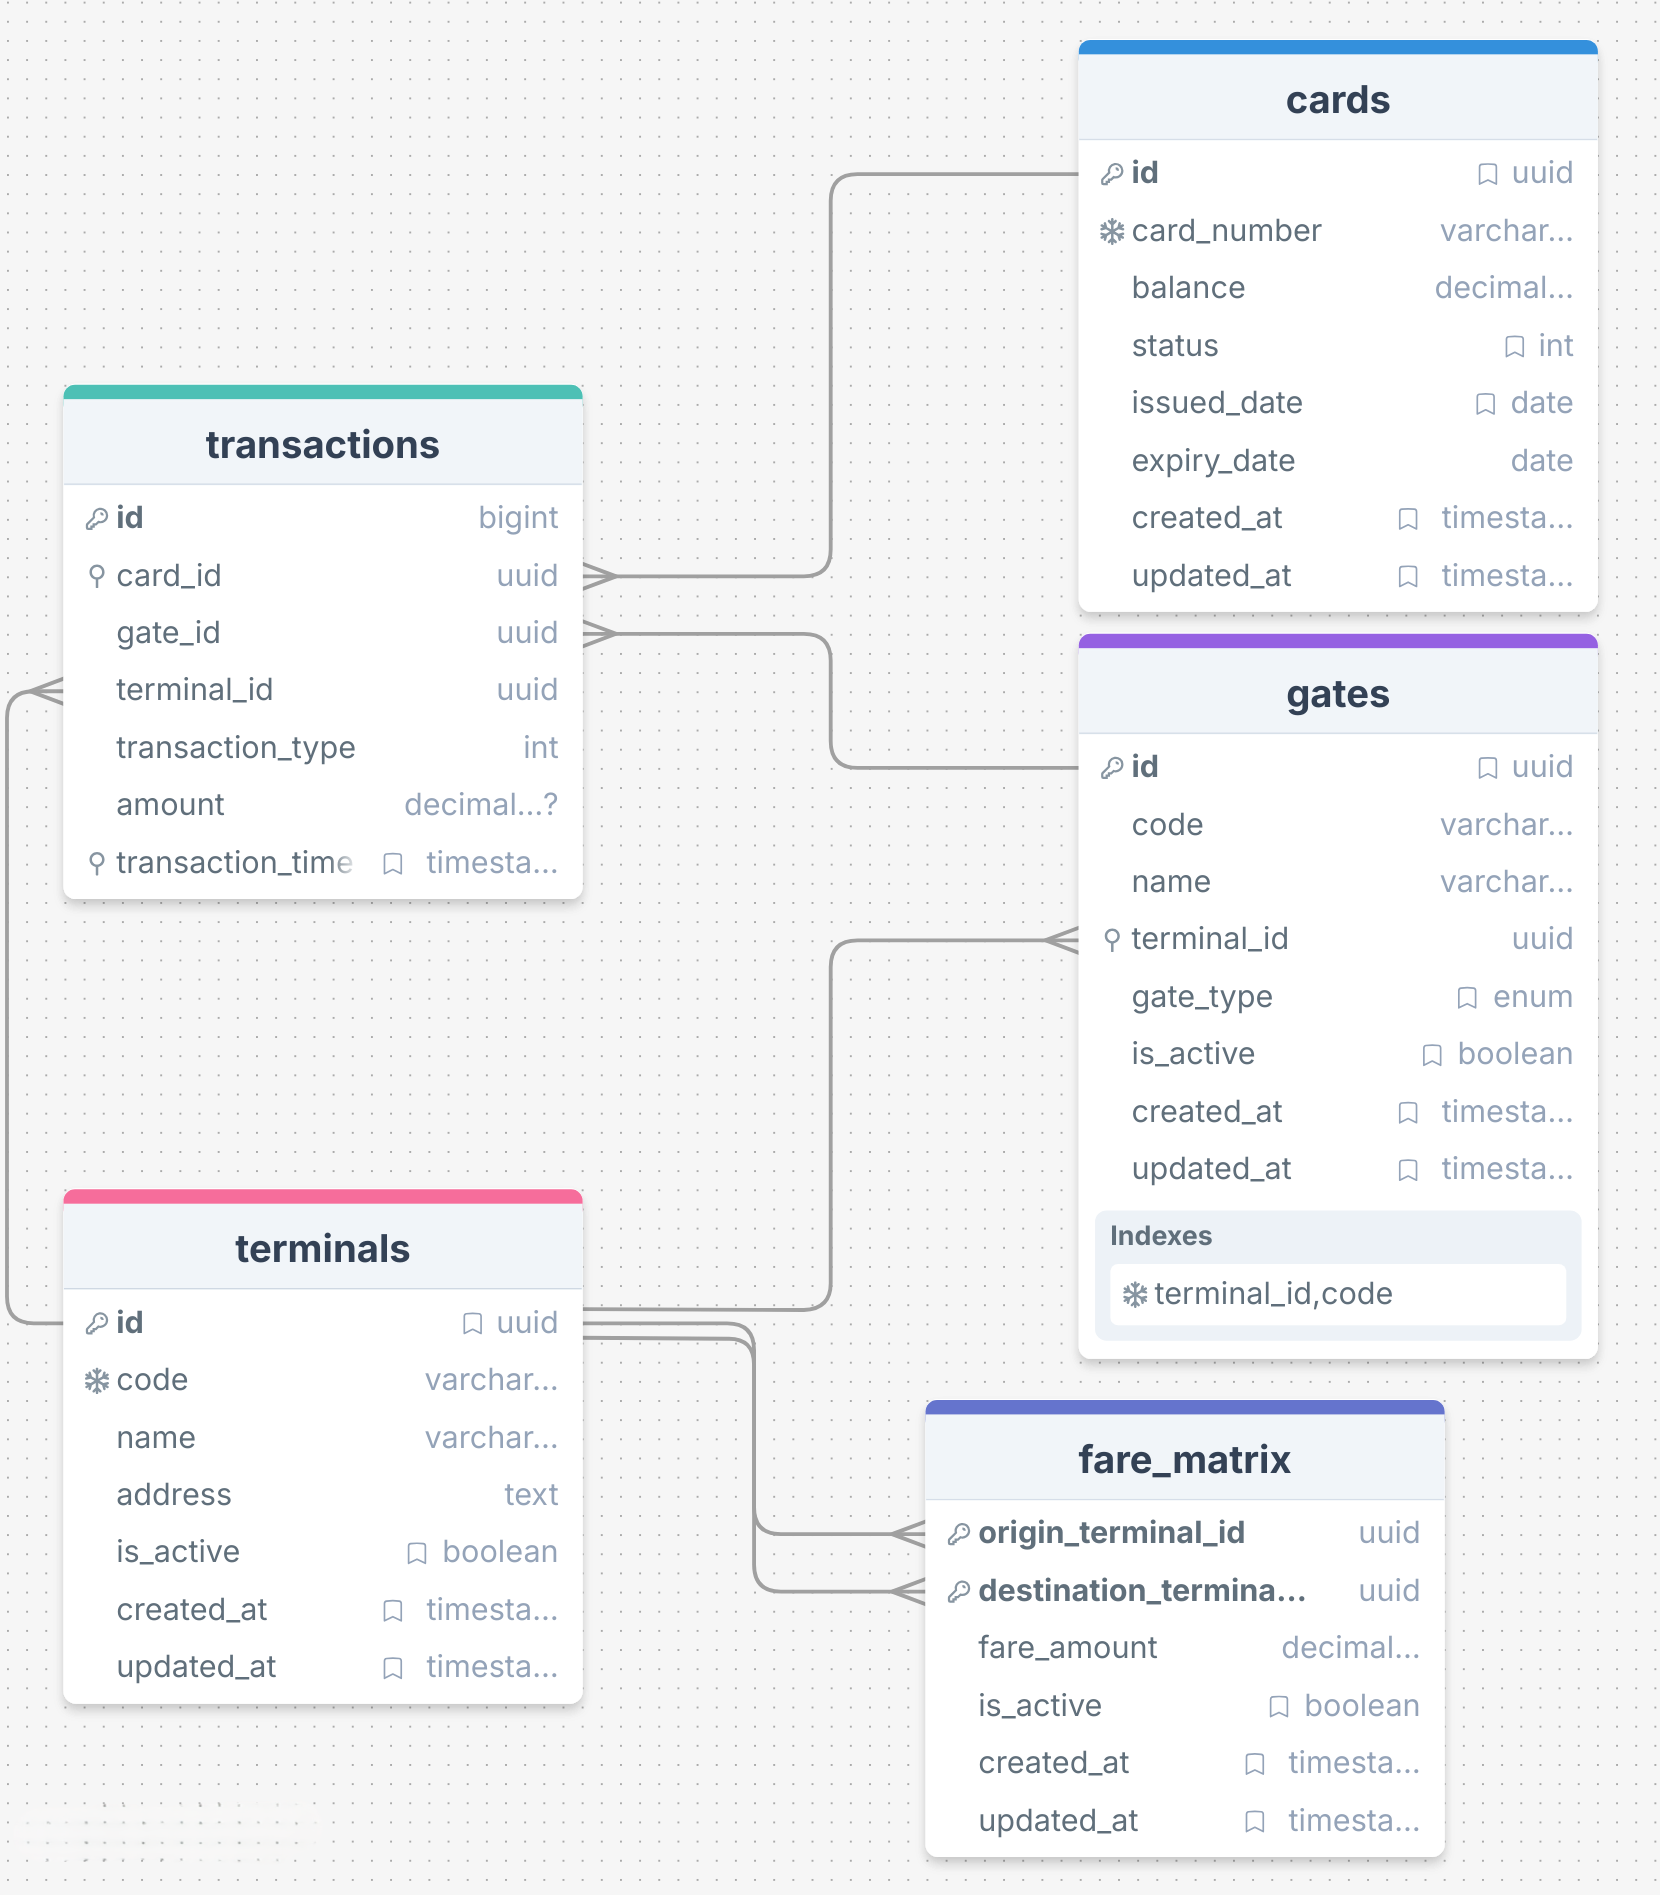 cards
id uuid
card_number varchar...
balance decimal...
status int
issued_date date
expiry_date date
created_at timesta...
updated_at timesta...
transactions
id bigint
card_id uuid
gate_id uuid
terminal_id uuid
transaction_type int
amount decimal...?
transaction_time timesta...
gates
id uuid
code varchar...
name varchar...
terminal_id uuid
gate_type enum
is_active boolean
created_at timesta...
updated_at timesta...
Indexes
terminal_id,code
terminals
id uuid
code varchar...
name varchar...
address text
is_active boolean
created_at timesta...
updated_at timesta...
fare_matrix
origin_terminal_id uuid
destination_termina... uuid
fare_amount decimal...
is_active boolean
created_at timesta...
updated_at timesta...